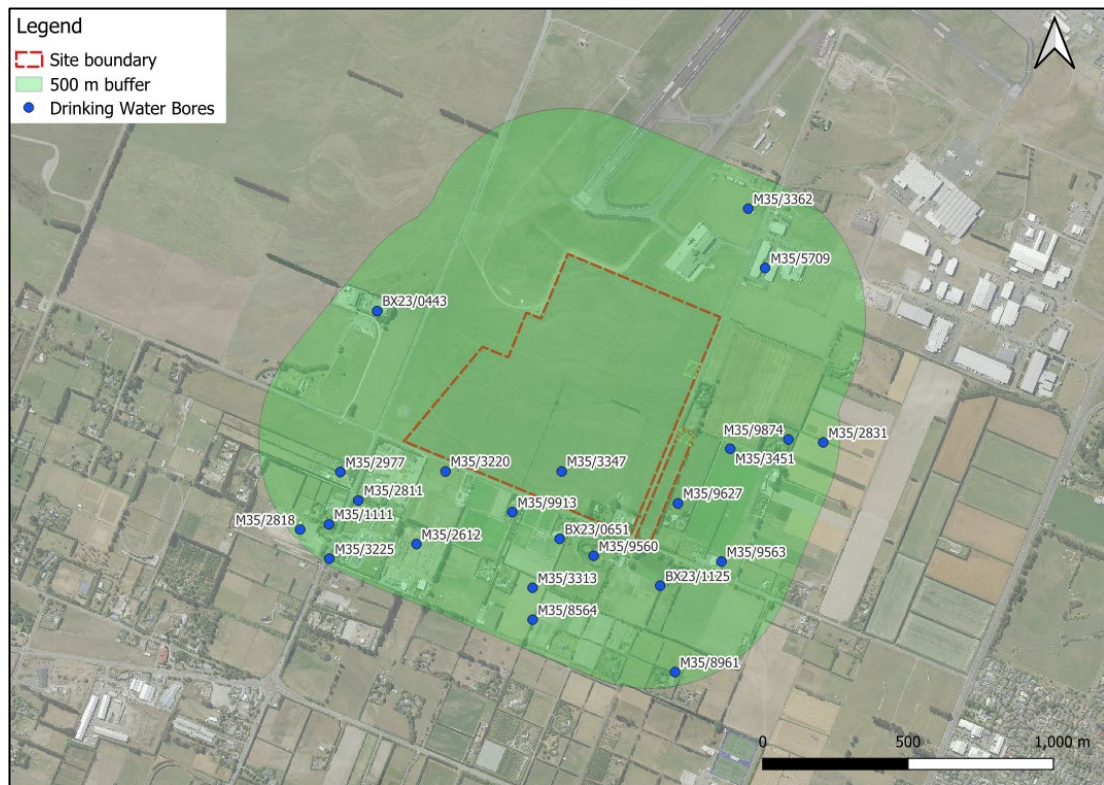 Legend
Site boundary
500 m buffer
Drinking Water Bores
M35/3362
M35/5709
BX23/0443
M35/9874
M35/2831
M35/3451
M35/2977
M35/3220
M35/3347
M35/2811
M35/9913
M35/9627
M35/2818
M35/1111
M35/2612
BX23/0651
M35/3225
M35/9560
M35/9563
M35/3313
BX23/1125
M35/8564
M35/8961
0 500 1,000 m